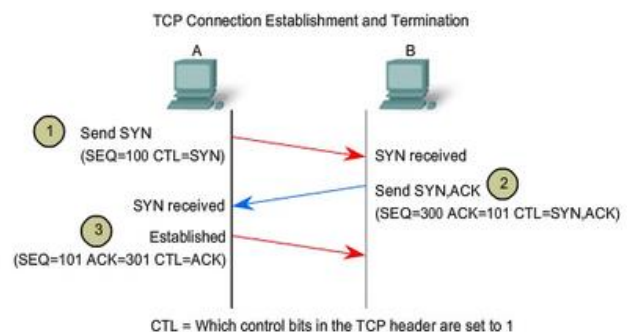 TCP Connection Establishment and Termination
A
B
1
Send SYN
(SEQ=100 CTL=SYN)
SYN received
Send SYN,ACK
2
(SEQ=300 ACK=101 CTL=SYN,ACK)
SYN received
3
Established
(SEQ=101 ACK=301 CTL=ACK)
CTL = Which control bits in the TCP header are set to 1